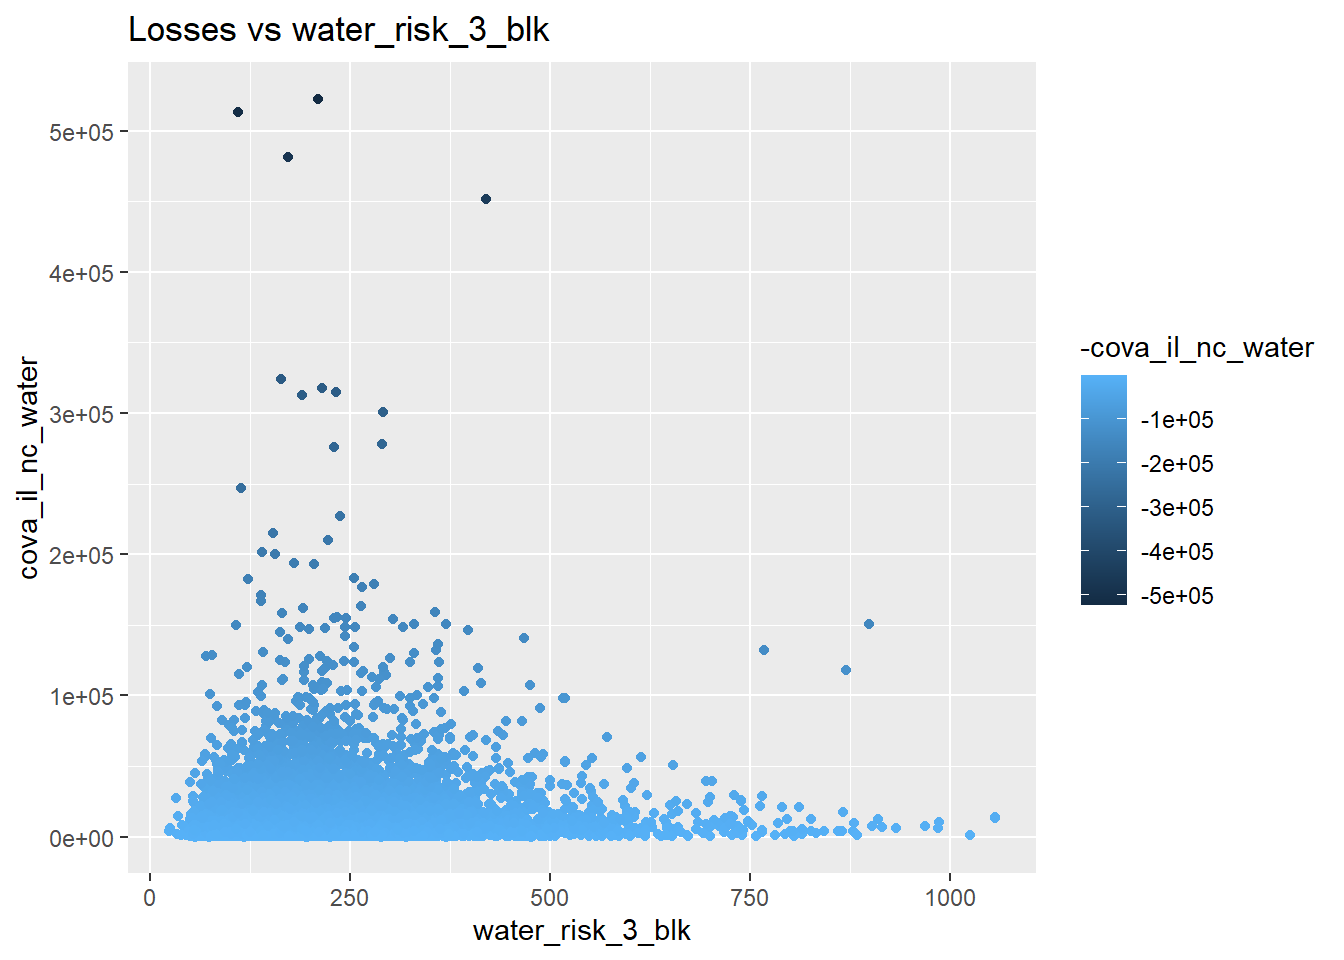 Losses vs water_risk_3_blk
5e+05
4e+05
3e+05
2e+05
1e+05
0e+00
cova_il_nc_water
0 250 500 750 1000
water_risk_3_blk
-cova_il_nc_water
-1e+05
-2e+05
-3e+05
-4e+05
-5e+05